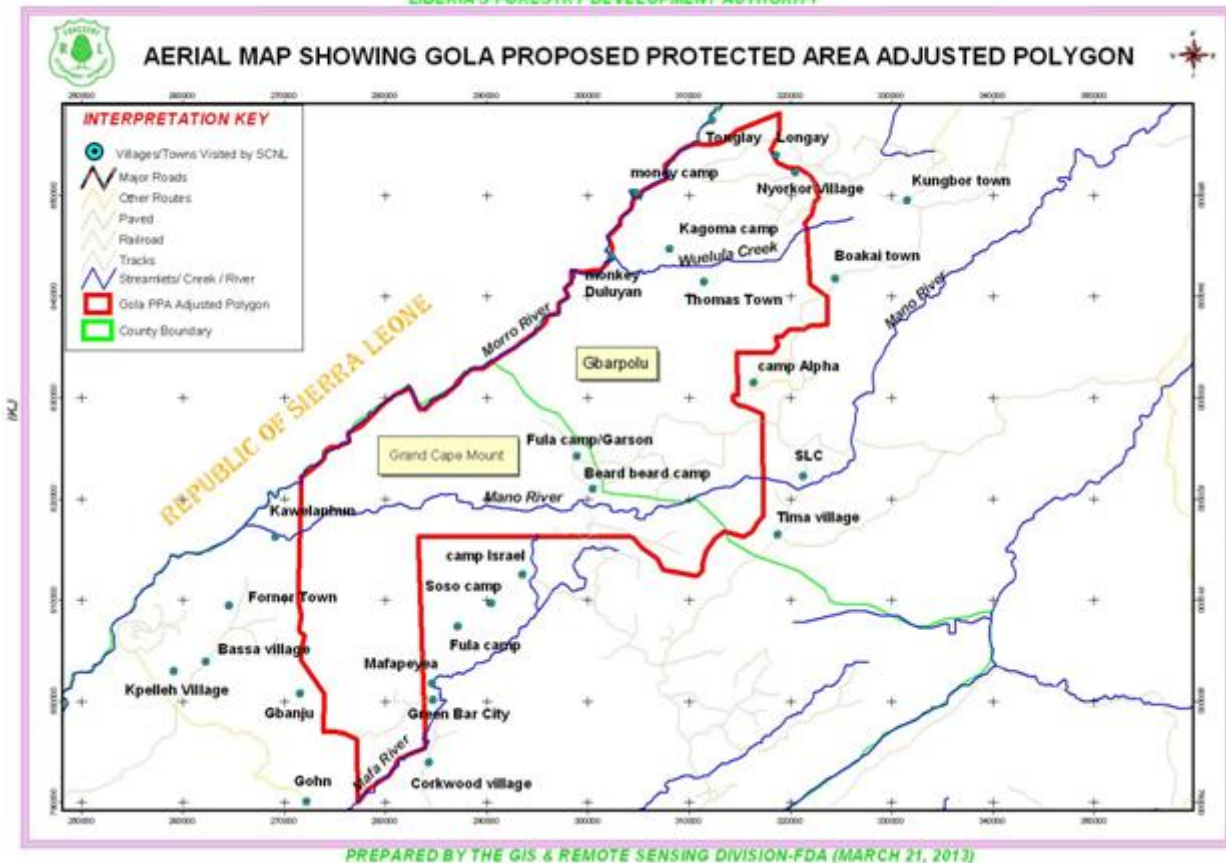 LIBERIA'S FORESTRY DEVELOPMENT AUTHORITY
AERIAL MAP SHOWING GOLA PROPOSED PROTECTED AREA ADJUSTED POLYGON
FORESTRY
R L
INTERPRETATION KEY
Villages/Towns Visited by SCNL
Major Roads
Other Routes
Paved
Railroad
Tracks
Streamlets/ Creek / River
Gola PPA Adjusted Polygon
County Boundary
Tonglay
Longay
money camp
Nyorkor Village
Kungbor town
Kagoma camp
Wuelula Creek
Boakai town
monkey
Duluyan
Thomas Town
Mano River
Morro River
Gbarpolu
camp Alpha
REPUBLIC OF SIERRA LEONE
Grand Cape Mount
Fula camp/Garson
Beard beard camp
SLC
Mano River
Kawelaphun
Tima village
camp Israel
Soso camp
Forner Town
Fula camp
Bassa village
Mafapeyea
Kpelleh Village
Gbanju
Green Bar City
Mafa River
Gohn
Corkwood village
PREPARED BY THE GIS & REMOTE SENSING DIVISION-FDA (MARCH 21, 2013)